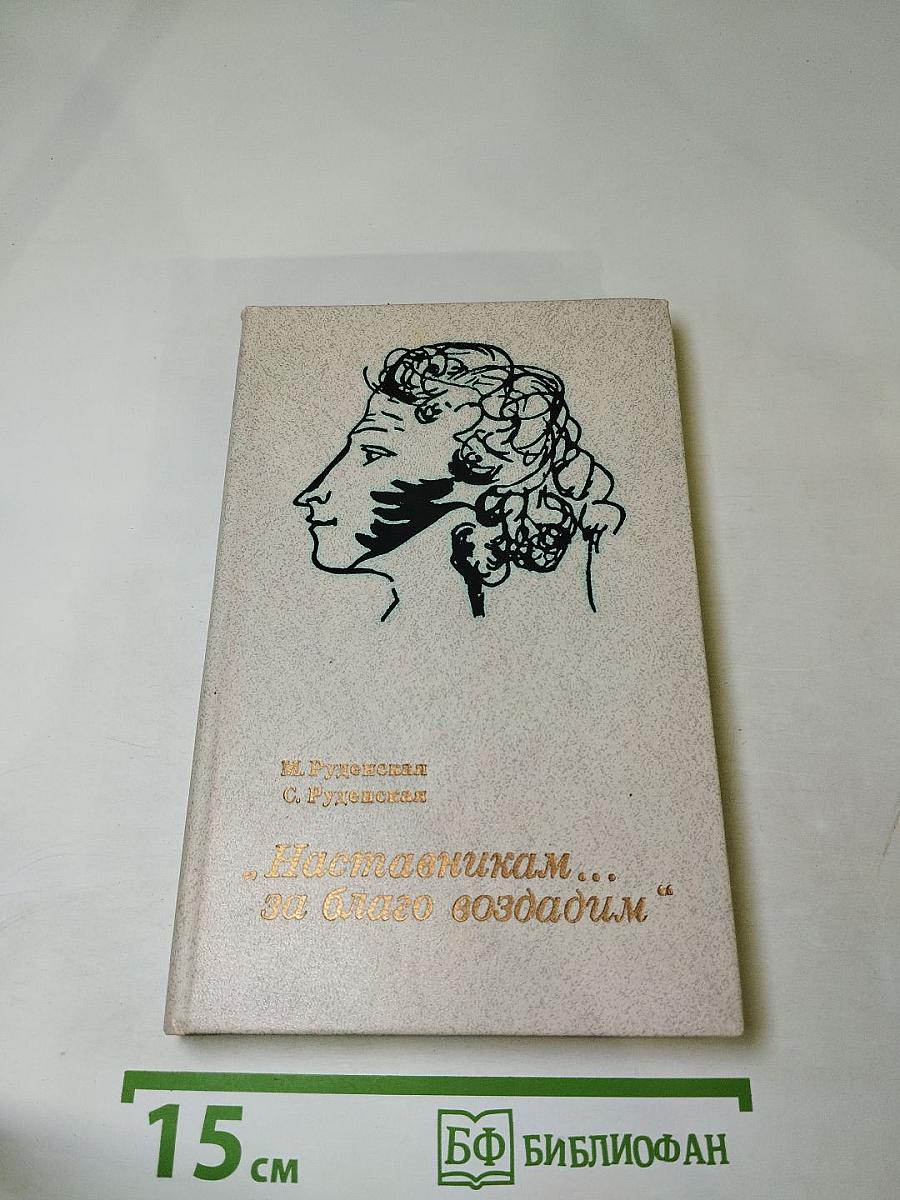 М. Руденская
С. Руденская
„Наставникам...
за благо воздадим“
15 см
БФ БИБЛИОФАН